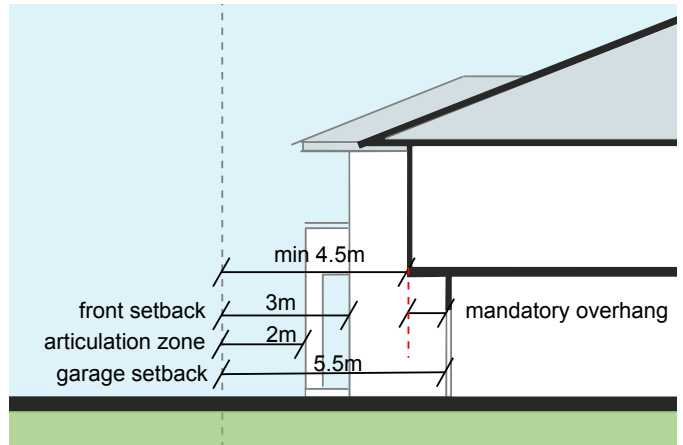 min 4.5m
front setback 3m mandatory overhang
articulation zone 2m
garage setback 5.5m